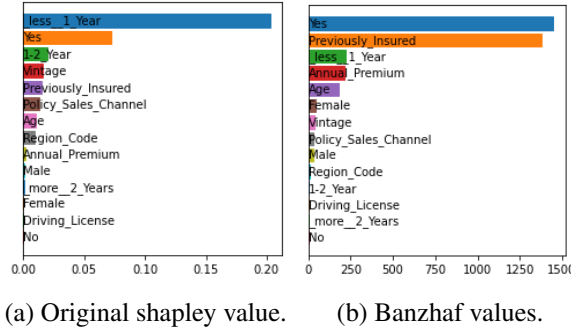 _less__1_Year
Yes
1-2_Year
Vintage
Previously_Insured
Policy_Sales_Channel
Age
Region_Code
Annual_Premium
Male
_more__2_Years
Female
Driving_License
No
0.00 0.05 0.10 0.15 0.20
(a) Original shapley value.
Yes
Previously_Insured
_less__1_Year
Annual_Premium
Age
Female
Vintage
Policy_Sales_Channel
Male
Region_Code
1-2_Year
Driving_License
_more__2_Years
No
0 250 500 750 1000 1250 1500
(b) Banzhaf values.